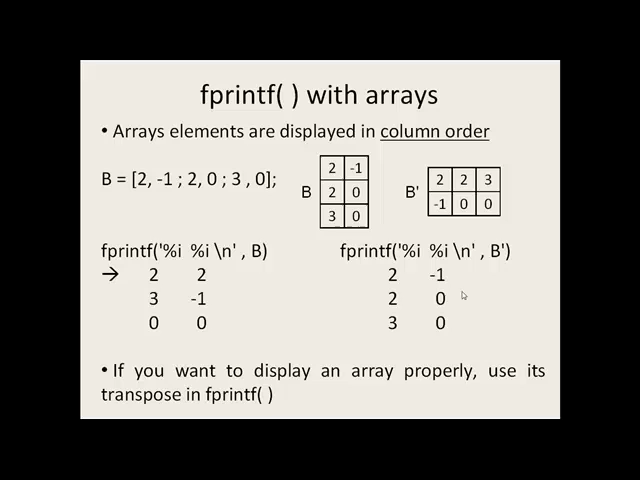 fprintf( ) with arrays
• Arrays elements are displayed in column order
B = [2, -1 ; 2, 0 ; 3 , 0];
B
2 -1
2 0
3 0
B'
2 2 3
-1 0 0
fprintf('%i %i \n' , B)
→ 2 2
3 -1
0 0
fprintf('%i %i \n' , B')
2 -1
2 0
3 0
• If you want to display an array properly, use its
transpose in fprintf( )